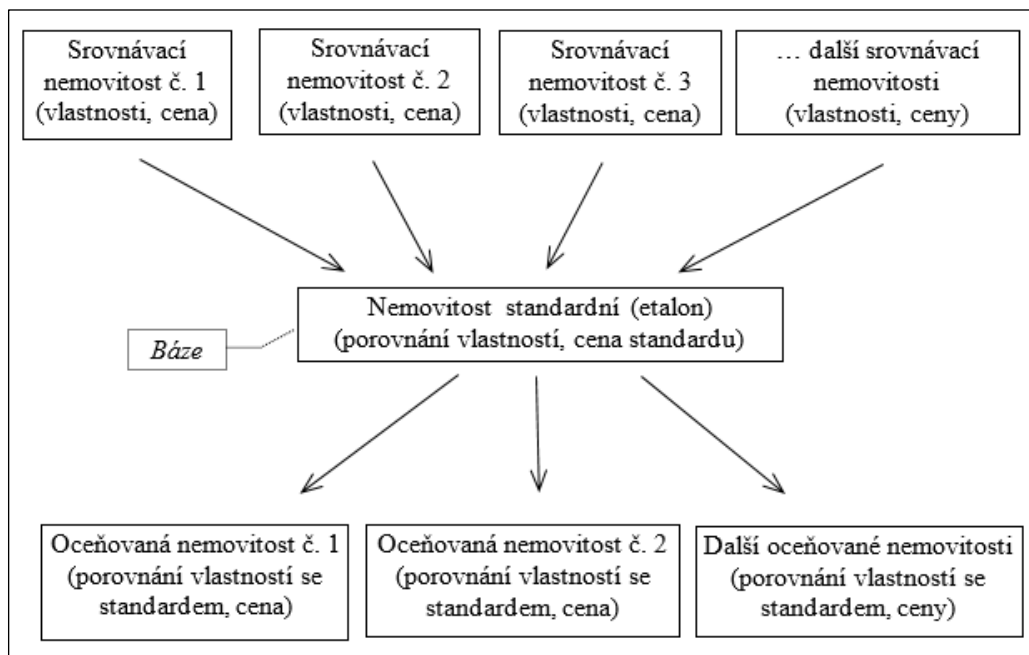 Srovnávací
nemovitost č. 1
(vlastnosti, cena)
Srovnávací
nemovitost č. 2
(vlastnosti, cena)
Srovnávací
nemovitost č. 3
(vlastnosti, cena)
… další srovnávací
nemovitosti
(vlastnosti, ceny)
Nemovitost standardní (etalon)
(porovnání vlastností, cena standardu)
Báze
Oceňovaná nemovitost č. 1
(porovnání vlastností se
standardem, cena)
Oceňovaná nemovitost č. 2
(porovnání vlastností se
standardem, cena)
Další oceňované nemovitosti
(porovnání vlastností se
standardem, ceny)